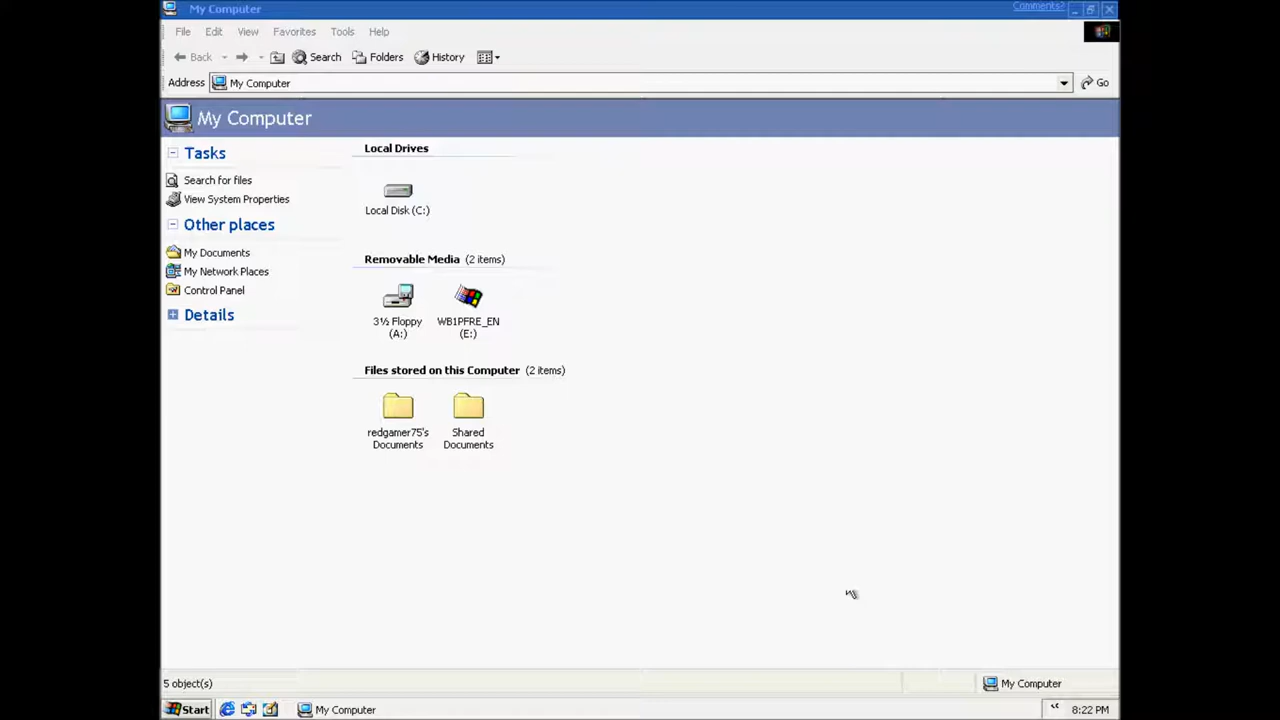 My Computer
Comments?
File Edit View Favorites Tools Help
Back Search Folders History
Address My Computer Go
My Computer
Tasks
Search for files
View System Properties
Other places
My Documents
My Network Places
Control Panel
Details
Local Drives
Local Disk (C:)
Removable Media (2 items)
3½ Floppy
(A:)
WB1PFRE_EN
(E:)
Files stored on this Computer (2 items)
redgamer75's
Documents
Shared
Documents
5 object(s)
My Computer
Start My Computer 8:22 PM